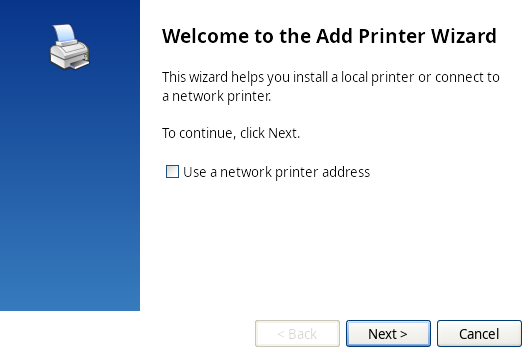 Welcome to the Add Printer Wizard
This wizard helps you install a local printer or connect to
a network printer.
To continue, click Next.
Use a network printer address
< Back
Next >
Cancel